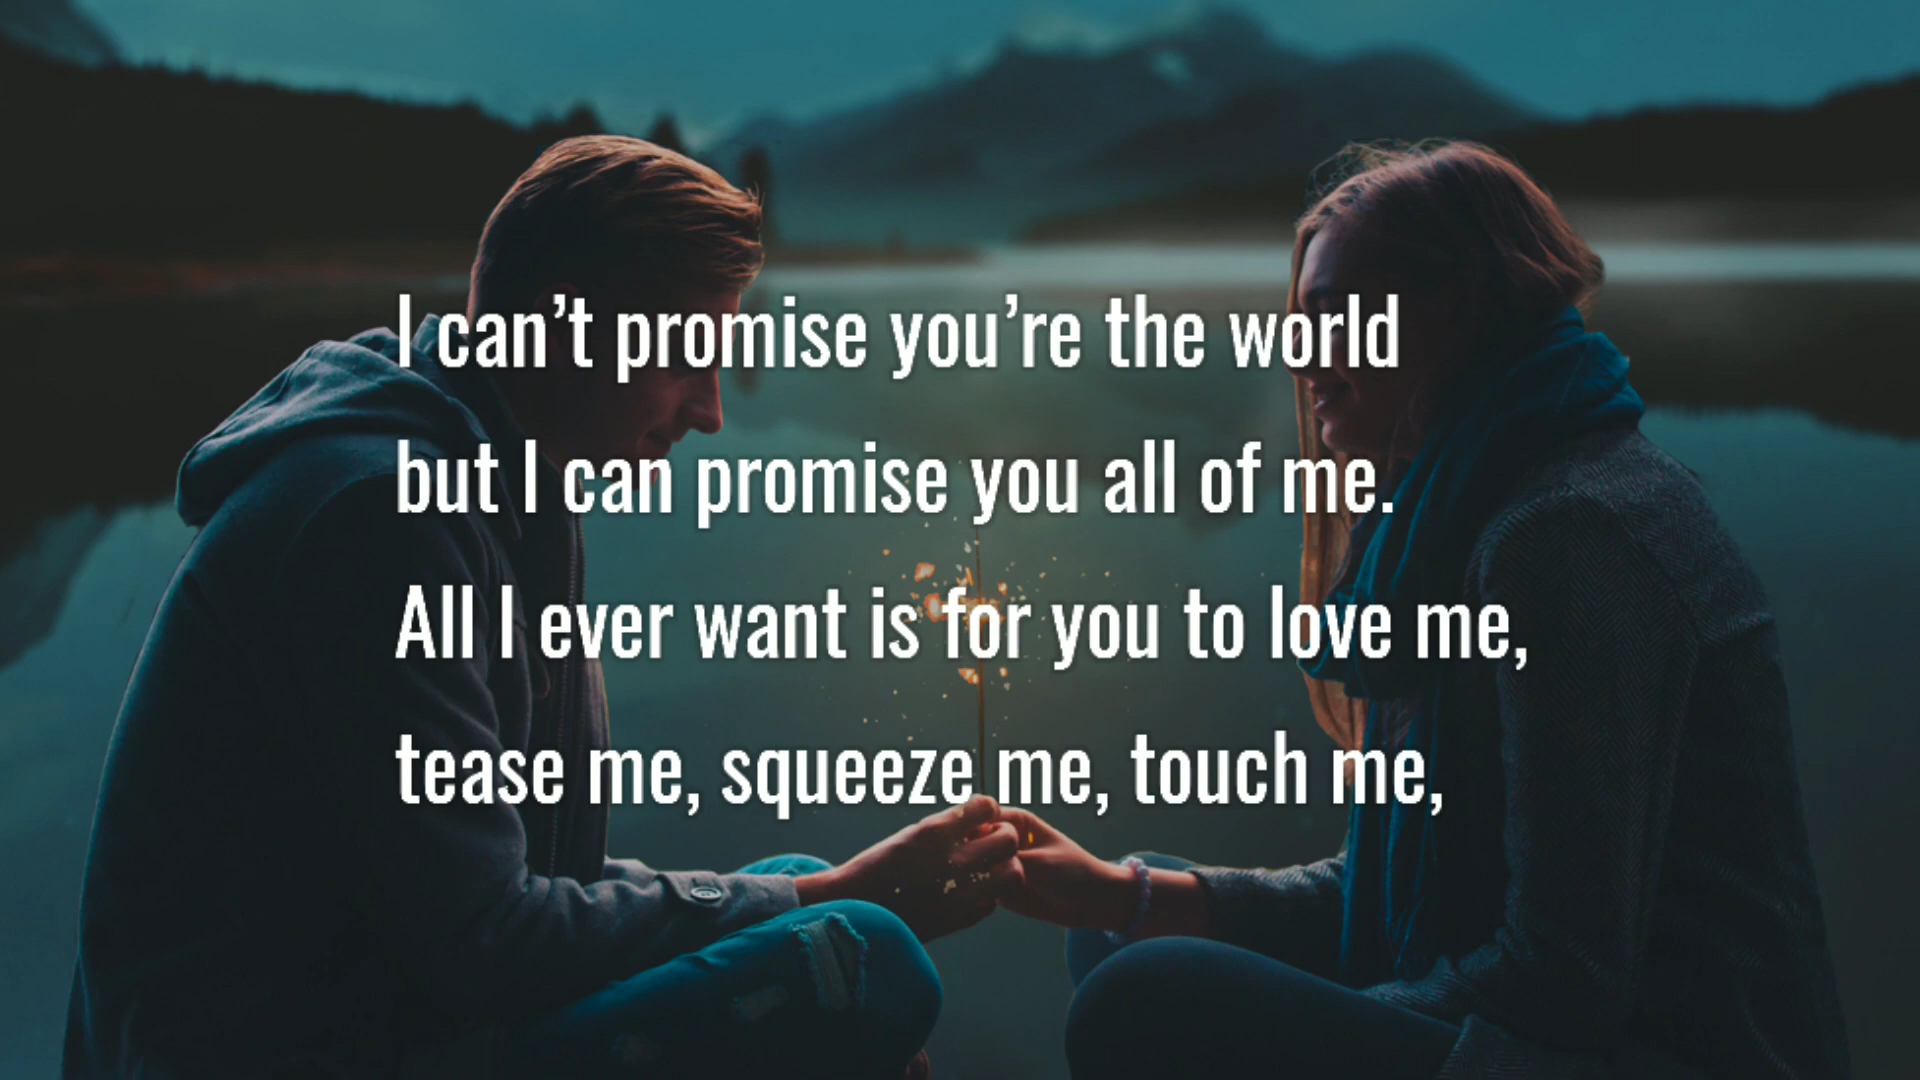 I can’t promise you’re the world
but I can promise you all of me.
All I ever want is for you to love me,
tease me, squeeze me, touch me,